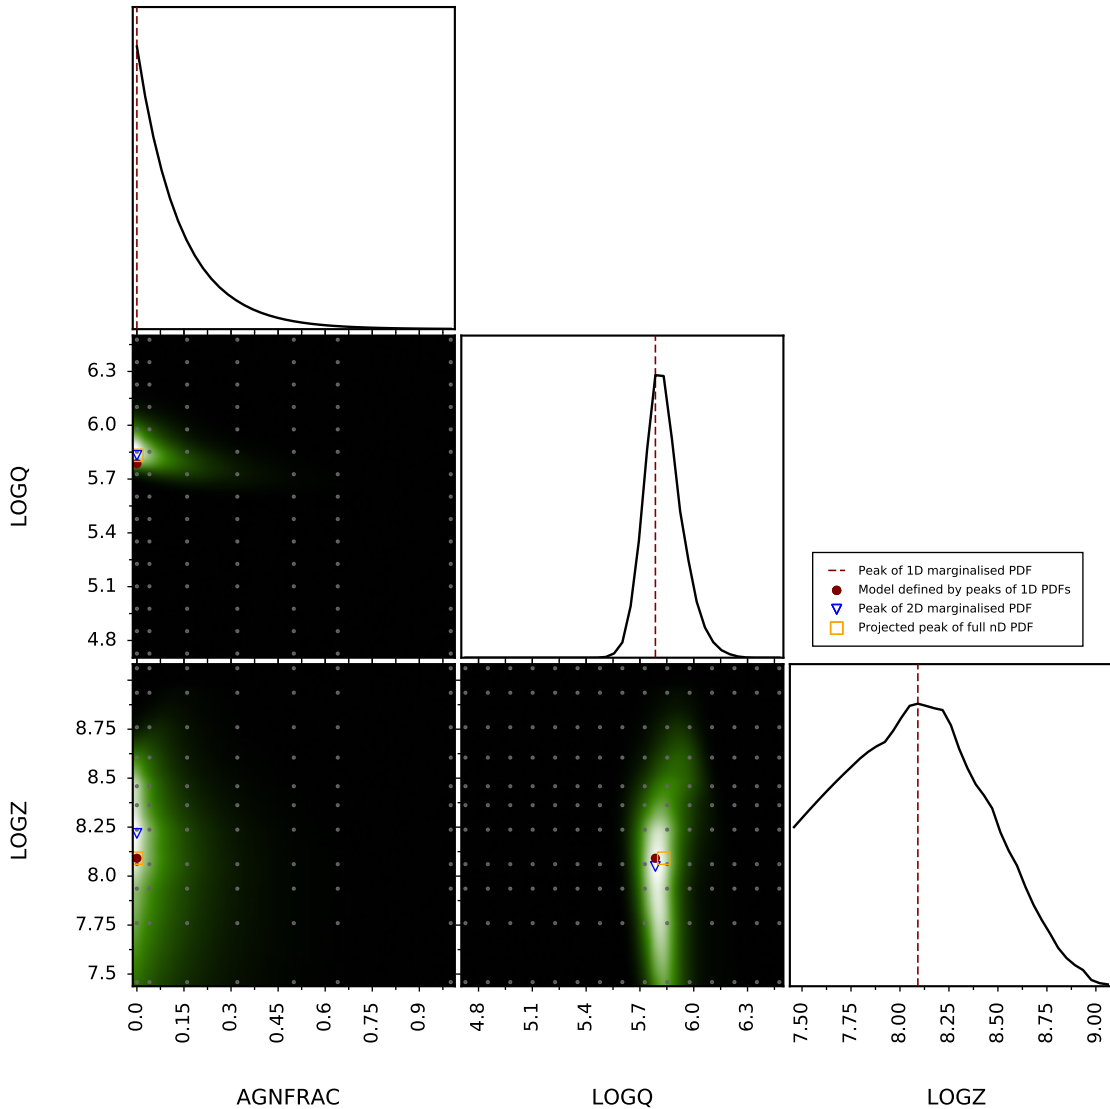 6.3
6.0
5.7
5.4
5.1
4.8
LOGQ
Peak of 1D marginalised PDF
Model defined by peaks of 1D PDFs
Peak of 2D marginalised PDF
Projected peak of full nD PDF
8.75
8.5
8.25
8.0
7.75
7.5
LOGZ
0.0 0.15 0.3 0.45 0.6 0.75 0.9
4.8 5.1 5.4 5.7 6.0 6.3
7.50 7.75 8.00 8.25 8.50 8.75 9.00
AGNFRAC LOGQ LOGZ